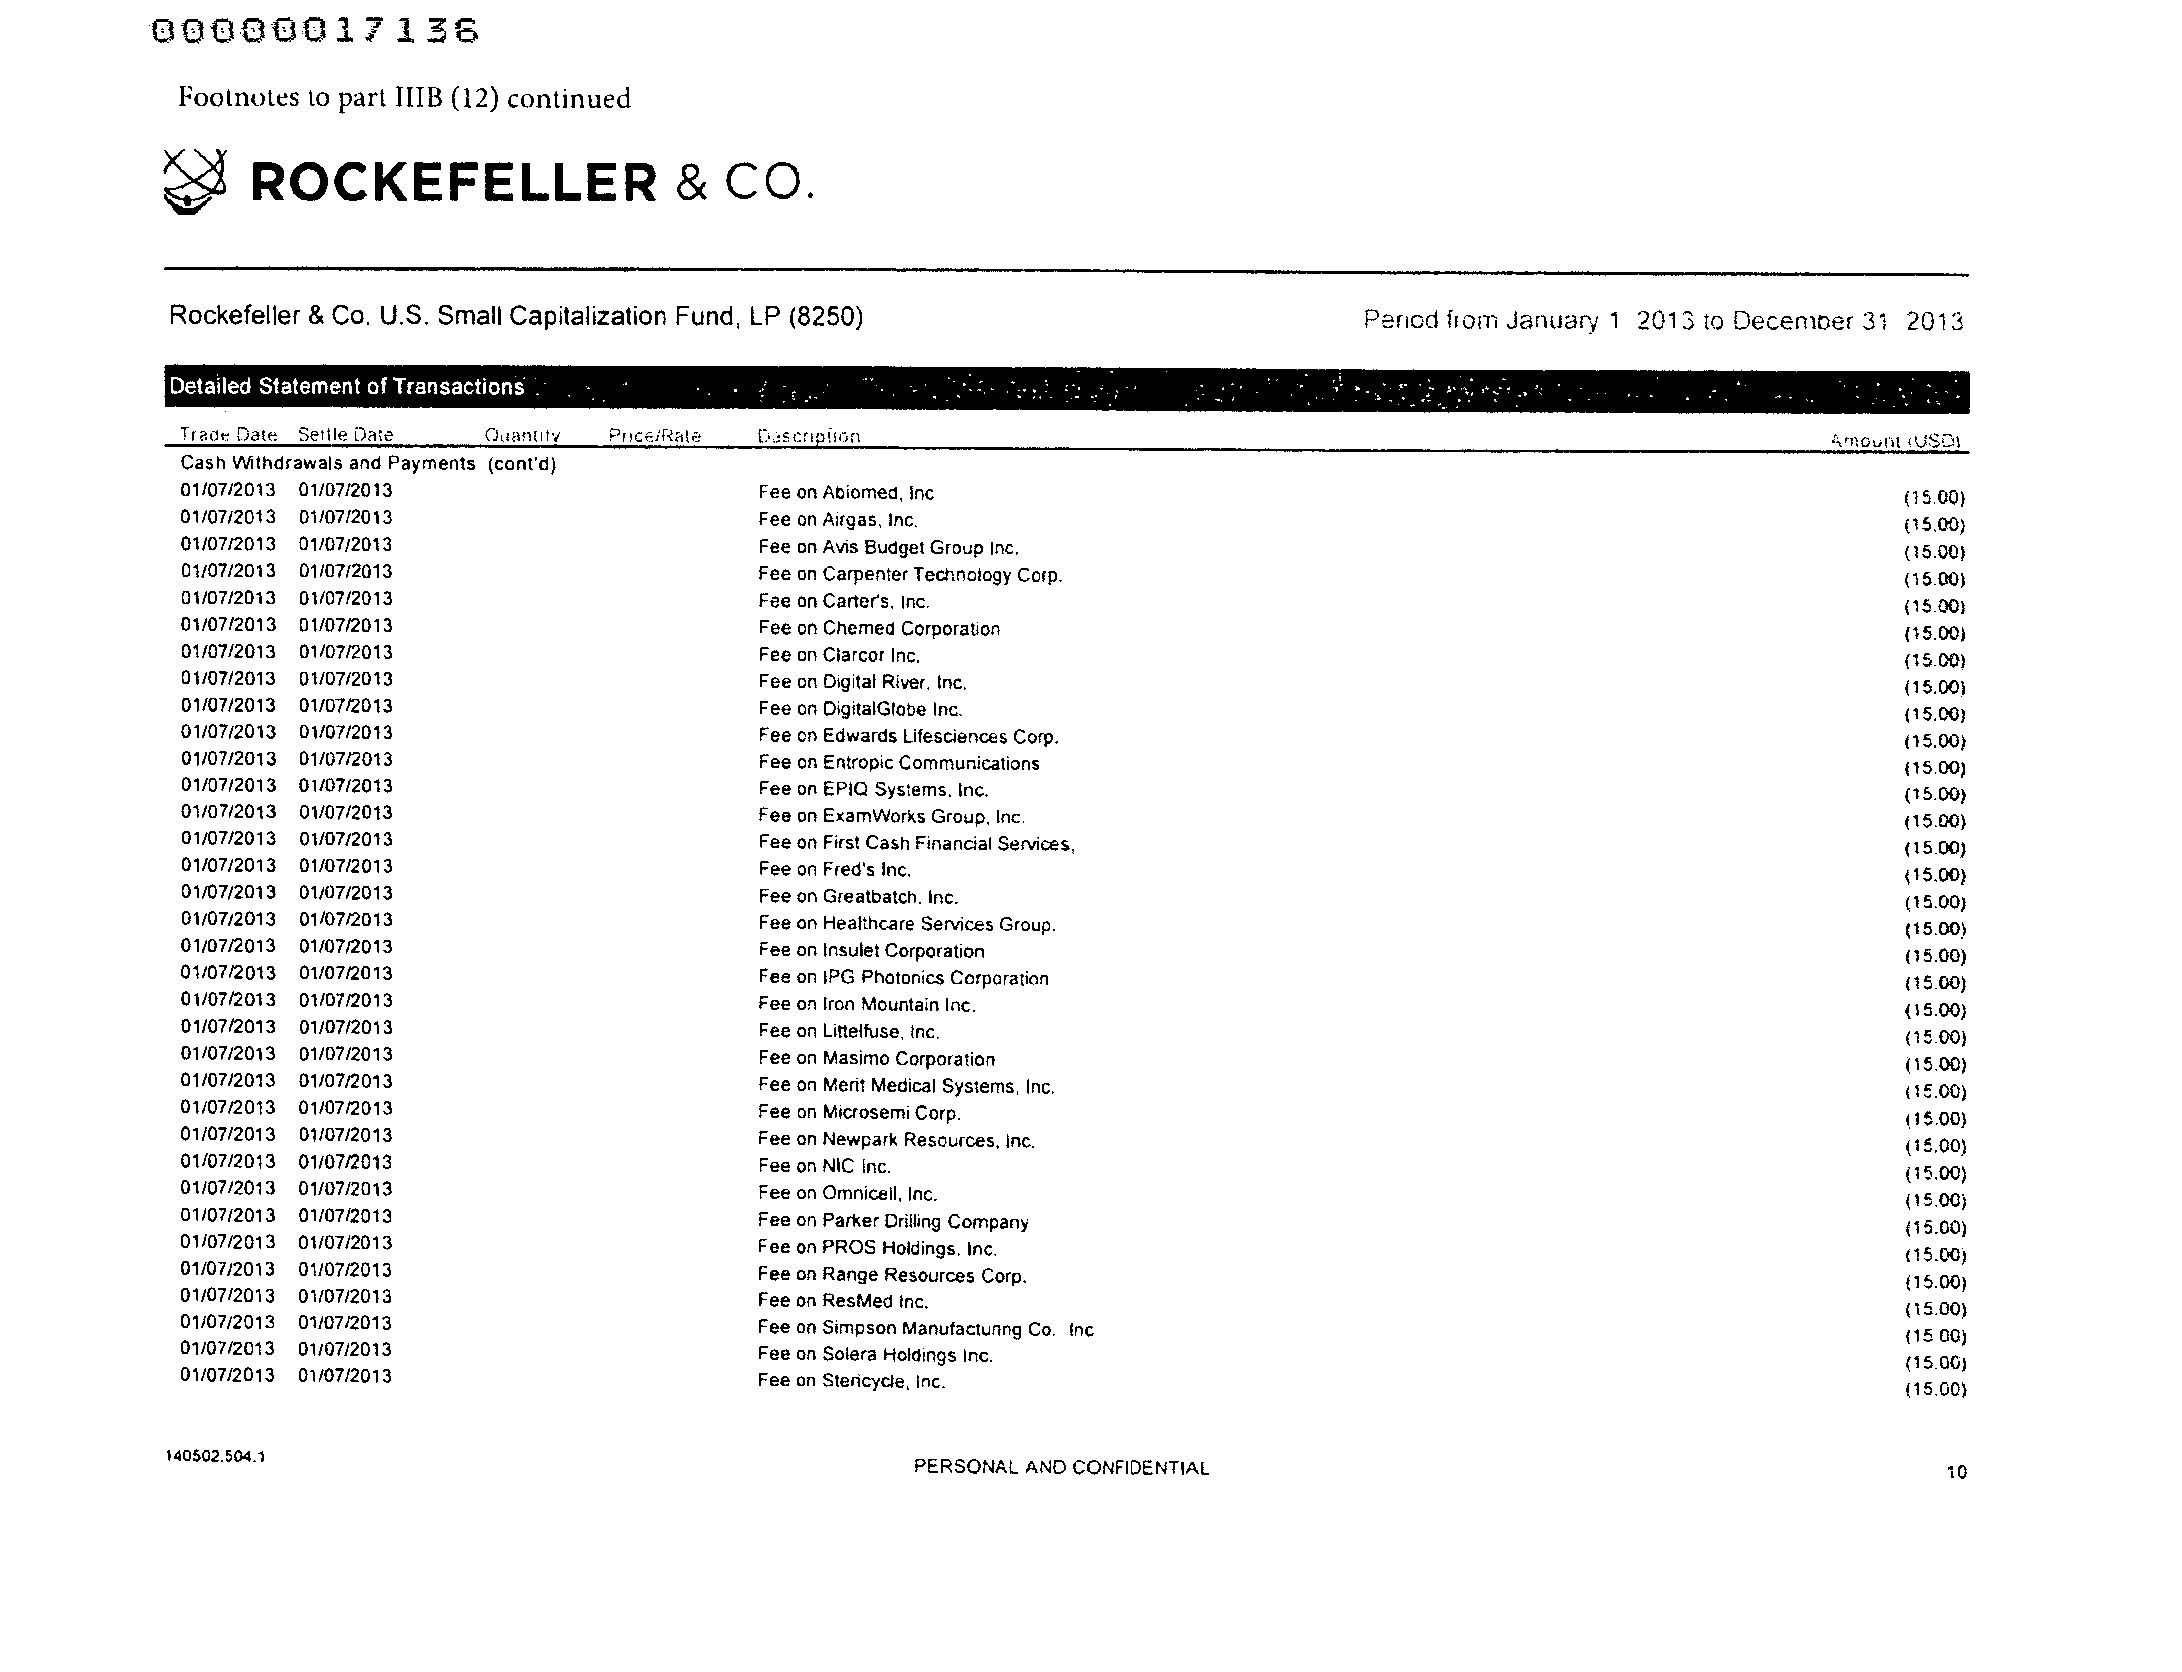 00000017136
Footnotes to part IIIB (12) continued
ROCKEFELLER & CO.
Rockefeller & Co. U.S. Small Capitalization Fund, LP (8250) Period from January 1 2013 to December 31 2013
Detailed Statement of Transactions
Trade Date Settle Date Quantity Price/Rate Description Amount (USD)
Cash Withdrawals and Payments (cont'd)
01/07/2013 01/07/2013 Fee on Abiomed, Inc (15.00)
01/07/2013 01/07/2013 Fee on Airgas, Inc. (15.00)
01/07/2013 01/07/2013 Fee on Avis Budget Group Inc. (15.00)
01/07/2013 01/07/2013 Fee on Carpenter Technology Corp. (15.00)
01/07/2013 01/07/2013 Fee on Carter's, Inc. (15.00)
01/07/2013 01/07/2013 Fee on Chemed Corporation (15.00)
01/07/2013 01/07/2013 Fee on Clarcor Inc. (15.00)
01/07/2013 01/07/2013 Fee on Digital River, Inc. (15.00)
01/07/2013 01/07/2013 Fee on DigitalGlobe Inc. (15.00)
01/07/2013 01/07/2013 Fee on Edwards Lifesciences Corp. (15.00)
01/07/2013 01/07/2013 Fee on Entropic Communications (15.00)
01/07/2013 01/07/2013 Fee on EPIQ Systems, Inc. (15.00)
01/07/2013 01/07/2013 Fee on ExamWorks Group, Inc. (15.00)
01/07/2013 01/07/2013 Fee on First Cash Financial Services, (15.00)
01/07/2013 01/07/2013 Fee on Fred's Inc. (15.00)
01/07/2013 01/07/2013 Fee on Greatbatch, Inc. (15.00)
01/07/2013 01/07/2013 Fee on Healthcare Services Group. (15.00)
01/07/2013 01/07/2013 Fee on Insulet Corporation (15.00)
01/07/2013 01/07/2013 Fee on IPG Photonics Corporation (15.00)
01/07/2013 01/07/2013 Fee on Iron Mountain Inc. (15.00)
01/07/2013 01/07/2013 Fee on Littelfuse, Inc. (15.00)
01/07/2013 01/07/2013 Fee on Masimo Corporation (15.00)
01/07/2013 01/07/2013 Fee on Merit Medical Systems, Inc. (15.00)
01/07/2013 01/07/2013 Fee on Microsemi Corp. (15.00)
01/07/2013 01/07/2013 Fee on Newpark Resources, Inc. (15.00)
01/07/2013 01/07/2013 Fee on NIC Inc. (15.00)
01/07/2013 01/07/2013 Fee on Omnicell, Inc. (15.00)
01/07/2013 01/07/2013 Fee on Parker Drilling Company (15.00)
01/07/2013 01/07/2013 Fee on PROS Holdings, Inc. (15.00)
01/07/2013 01/07/2013 Fee on Range Resources Corp. (15.00)
01/07/2013 01/07/2013 Fee on ResMed Inc. (15.00)
01/07/2013 01/07/2013 Fee on Simpson Manufacturing Co. Inc (15 00)
01/07/2013 01/07/2013 Fee on Solera Holdings Inc. (15.00)
01/07/2013 01/07/2013 Fee on Stericycle, Inc. (15.00)
140502.504.1 PERSONAL AND CONFIDENTIAL 10